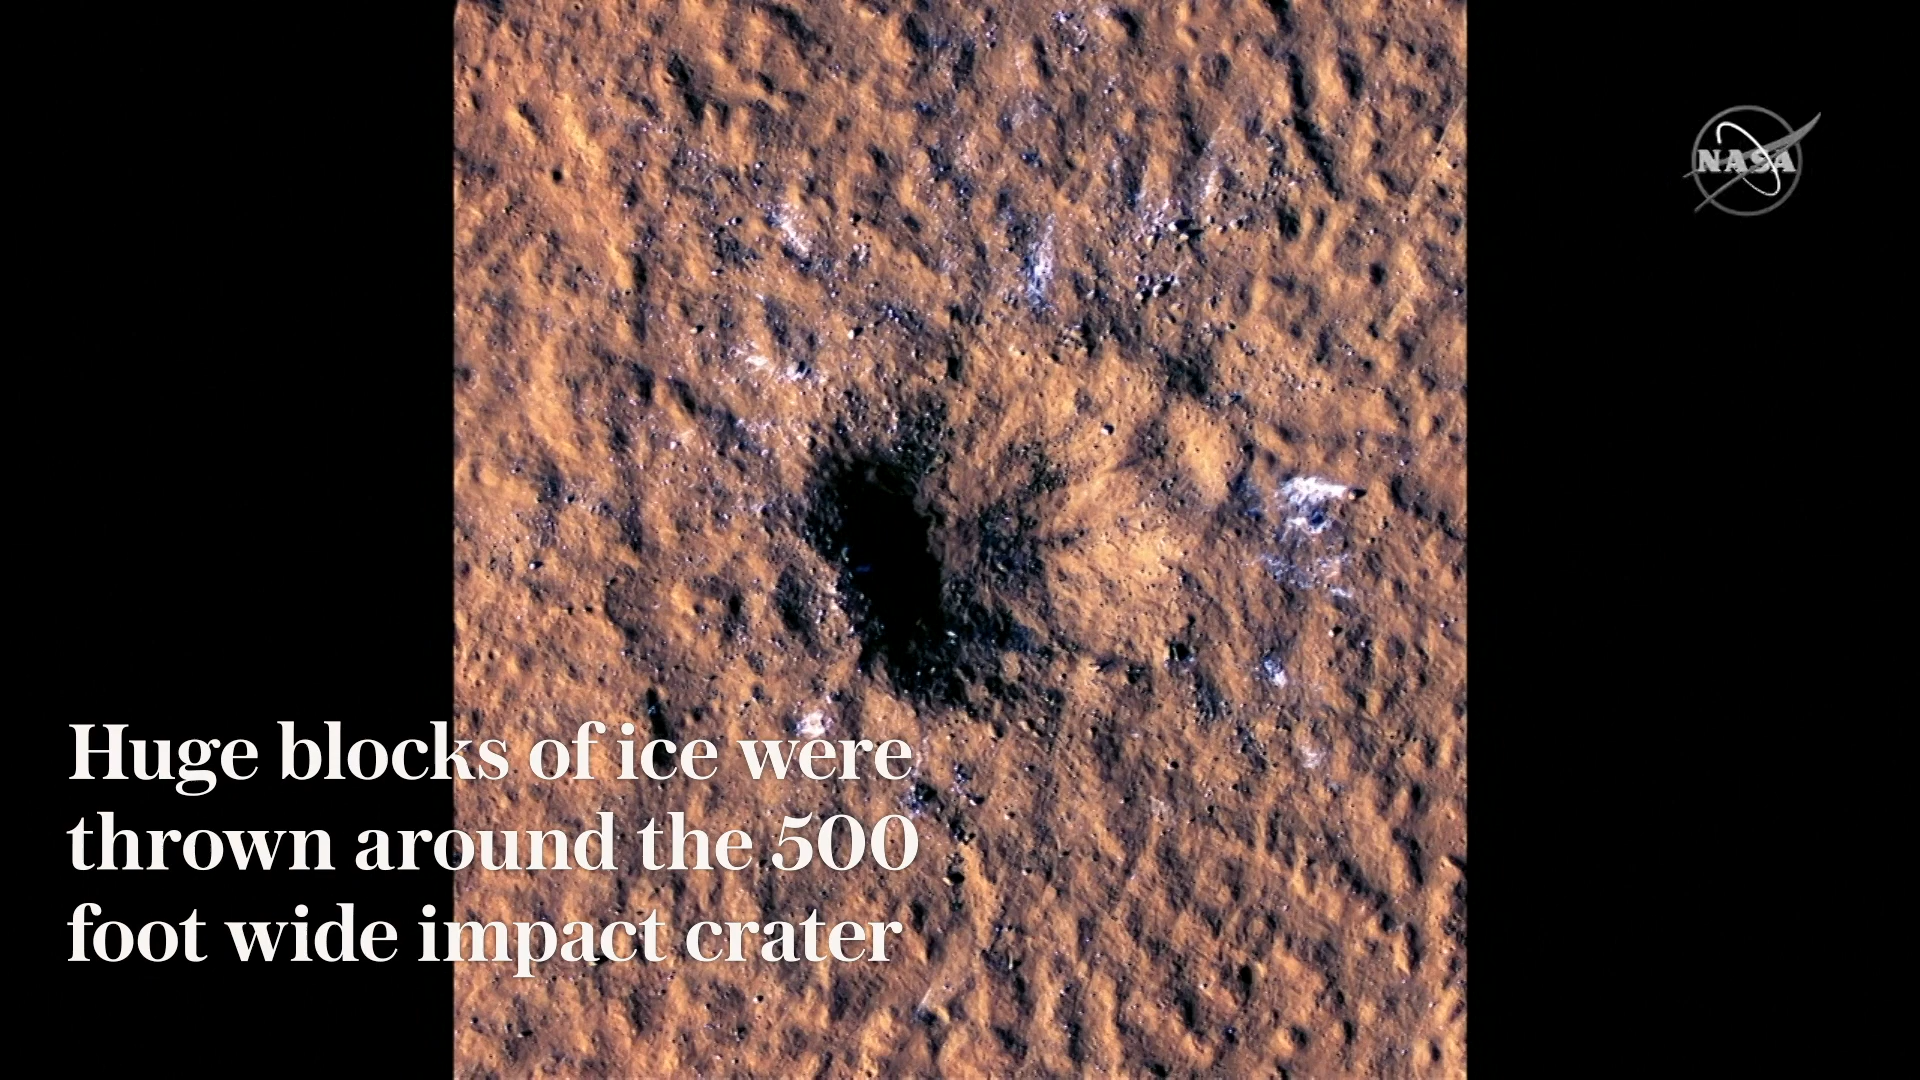 NASA
Huge blocks of ice were
thrown around the 500
foot wide impact crater